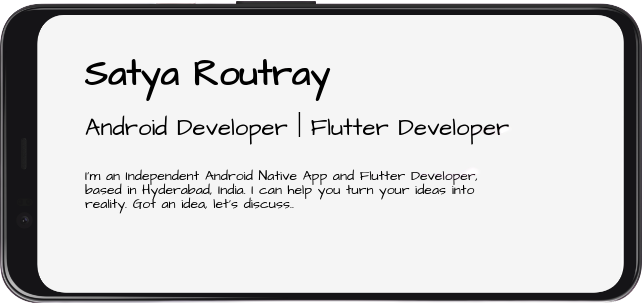 Satya Routray
Android Developer | Flutter Developer
I'm an Independent Android Native App and Flutter Developer,
based in Hyderabad, India. I can help you turn your ideas into
reality. Got an idea, let's discuss..